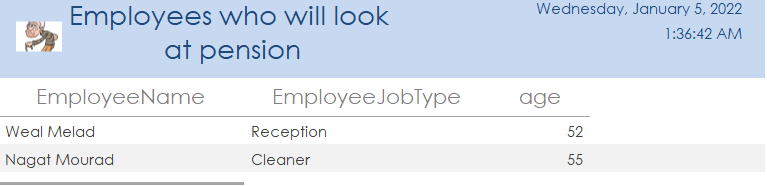 Employees who will look
at pension
Wednesday, January 5, 2022
1:36:42 AM
EmployeeName EmployeeJobType age
Weal Melad Reception 52
Nagat Mourad Cleaner 55